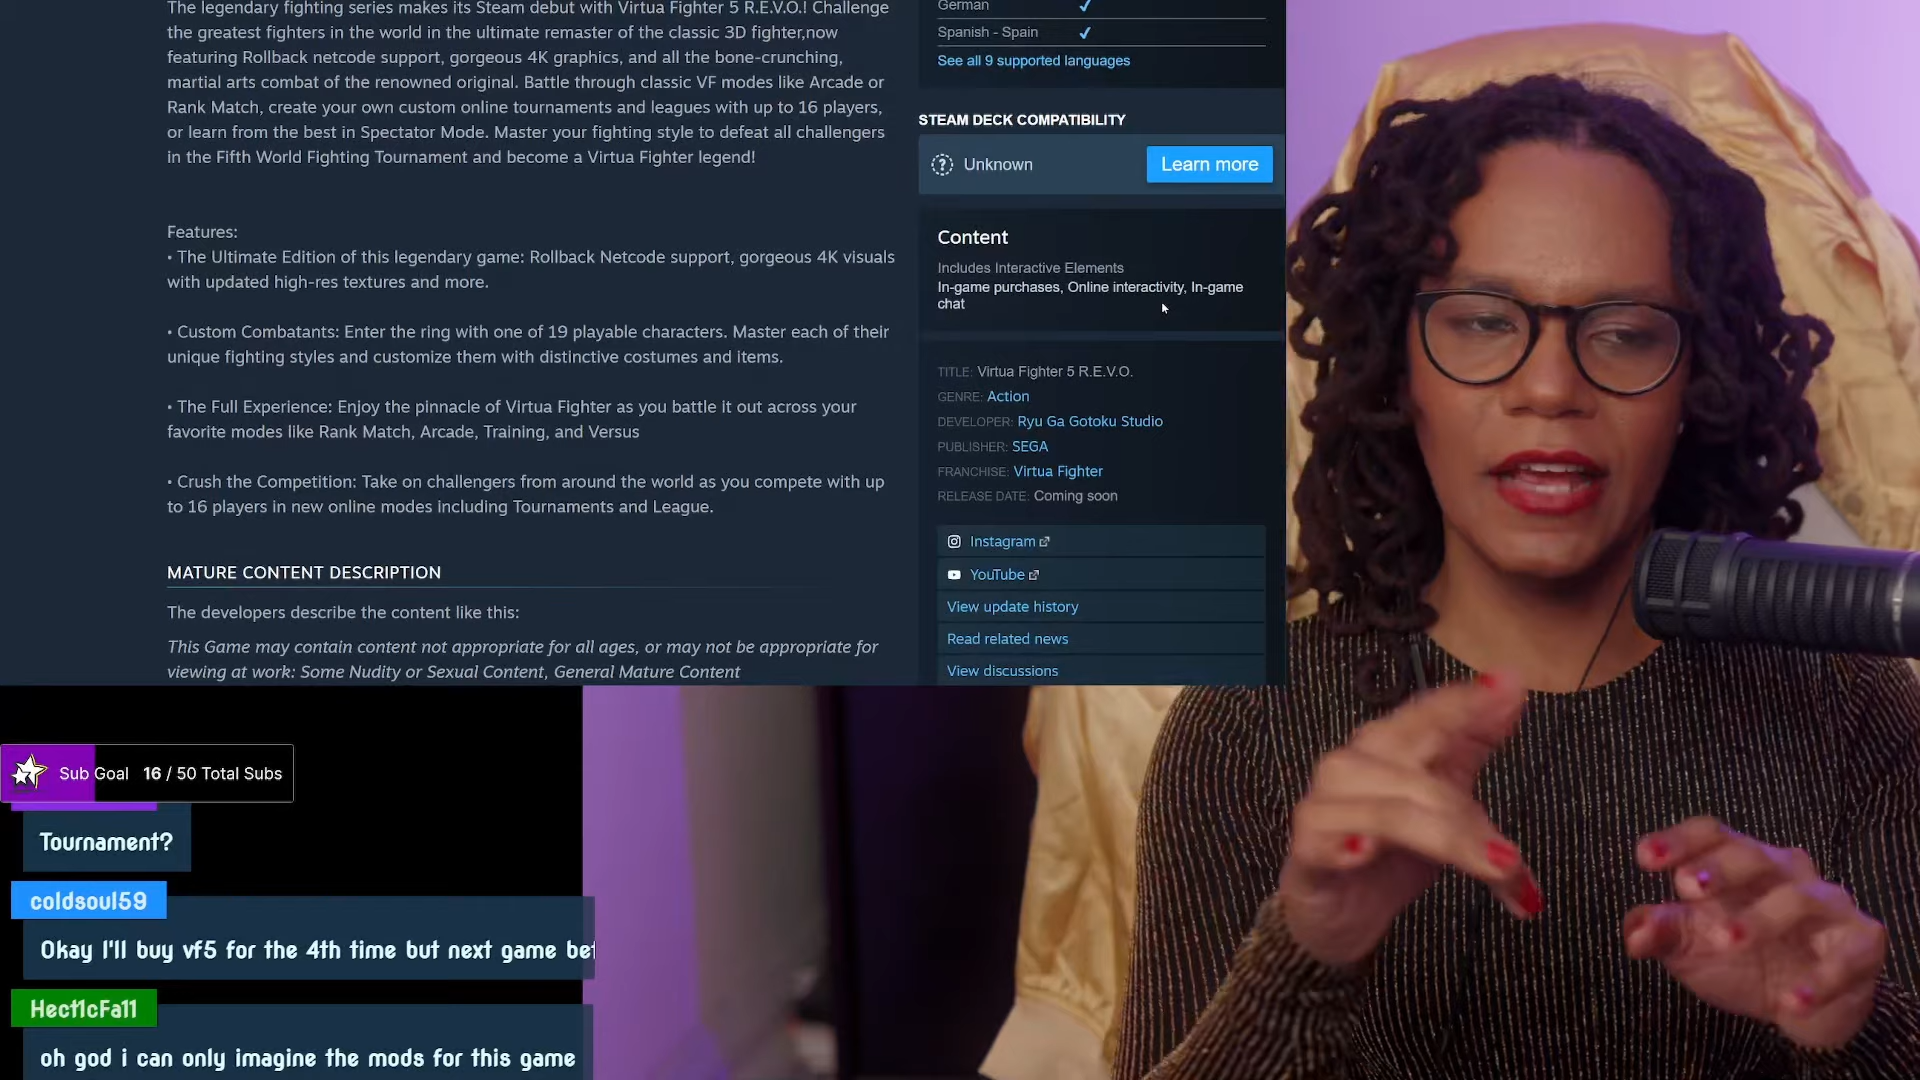 The legendary fighting series makes its Steam debut with Virtua Fighter 5 R.E.V.O.! Challenge
the greatest fighters in the world in the ultimate remaster of the classic 3D fighter,now
featuring Rollback netcode support, gorgeous 4K graphics, and all the bone-crunching,
martial arts combat of the renowned original. Battle through classic VF modes like Arcade or
Rank Match, create your own custom online tournaments and leagues with up to 16 players,
or learn from the best in Spectator Mode. Master your fighting style to defeat all challengers
in the Fifth World Fighting Tournament and become a Virtua Fighter legend!
Features:
• The Ultimate Edition of this legendary game: Rollback Netcode support, gorgeous 4K visuals
with updated high-res textures and more.
• Custom Combatants: Enter the ring with one of 19 playable characters. Master each of their
unique fighting styles and customize them with distinctive costumes and items.
• The Full Experience: Enjoy the pinnacle of Virtua Fighter as you battle it out across your
favorite modes like Rank Match, Arcade, Training, and Versus
• Crush the Competition: Take on challengers from around the world as you compete with up
to 16 players in new online modes including Tournaments and League.
MATURE CONTENT DESCRIPTION
The developers describe the content like this:
This Game may contain content not appropriate for all ages, or may not be appropriate for
viewing at work: Some Nudity or Sexual Content, General Mature Content
German
Spanish - Spain
See all 9 supported languages
STEAM DECK COMPATIBILITY
Unknown
Learn more
Content
Includes Interactive Elements
In-game purchases, Online interactivity, In-game
chat
TITLE: Virtua Fighter 5 R.E.V.O.
GENRE: Action
DEVELOPER: Ryu Ga Gotoku Studio
PUBLISHER: SEGA
FRANCHISE: Virtua Fighter
RELEASE DATE: Coming soon
Instagram
YouTube
View update history
Read related news
View discussions
Sub Goal 16 / 50 Total Subs
Tournament?
coldsoul59
Okay I'll buy vf5 for the 4th time but next game bet
Hect1cFa11
oh god i can only imagine the mods for this game